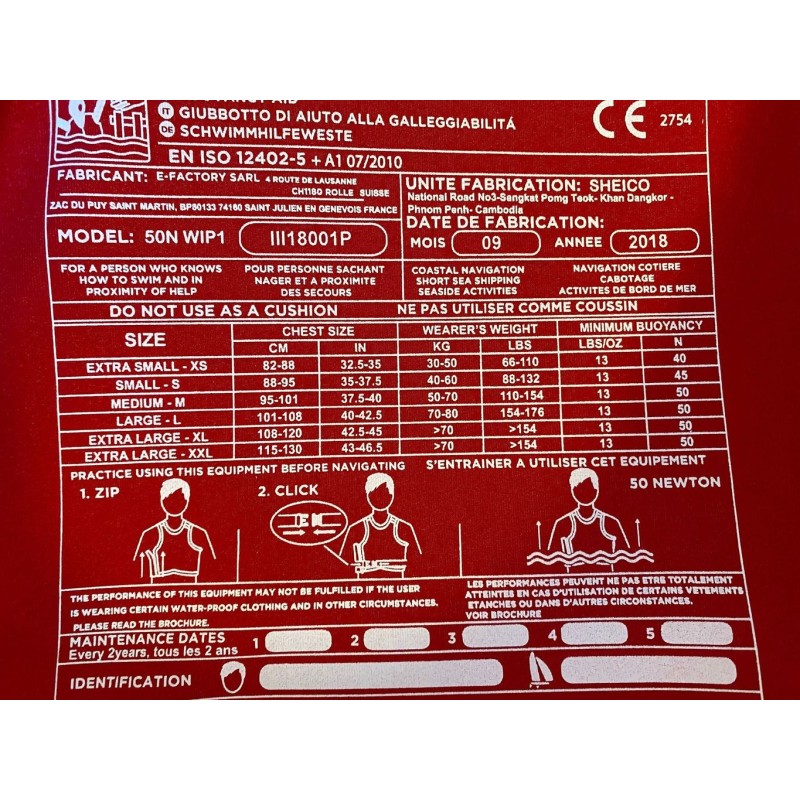 IT GIUBBOTTO DI AIUTO ALLA GALLEGGIABILITÁ
DE SCHWIMMHILFEWESTE
CE 2754
EN ISO 12402-5 + A1 07/2010
FABRICANT: E-FACTORY SARL 4 ROUTE DE LAUSANNE
CH1180 ROLLE SUISSE
ZAC DU PUY SAINT MARTIN, BP80133 74160 SAINT JULIEN EN GENEVOIS FRANCE
UNITE FABRICATION: SHEICO
National Road No3-Sangkat Pomg Teok- Khan Dangkor -
Phnom Penh- Cambodia
DATE DE FABRICATION:
MODEL: 50N WIP1 III18001P
MOIS 09 ANNEE 2018
FOR A PERSON WHO KNOWS
HOW TO SWIM AND IN
PROXIMITY OF HELP
POUR PERSONNE SACHANT
NAGER ET A PROXIMITE
DES SECOURS
COASTAL NAVIGATION
SHORT SEA SHIPPING
SEASIDE ACTIVITIES
NAVIGATION COTIERE
CABOTAGE
ACTIVITES DE BORD DE MER
DO NOT USE AS A CUSHION NE PAS UTILISER COMME COUSSIN
SIZE CHEST SIZE WEARER'S WEIGHT MINIMUM BUOYANCY
CM IN KG LBS LBS/OZ N
EXTRA SMALL - XS 82-88 32.5-35 30-50 66-110 13 40
SMALL - S 88-95 35-37.5 40-60 88-132 13 45
MEDIUM - M 95-101 37.5-40 50-70 110-154 13 50
LARGE - L 101-108 40-42.5 70-80 154-176 13 50
EXTRA LARGE - XL 108-120 42.5-45 >70 >154 13 50
EXTRA LARGE - XXL 115-130 43-46.5 >70 >154 13 50
PRACTICE USING THIS EQUIPMENT BEFORE NAVIGATING S'ENTRAINER A UTILISER CET EQUIPEMENT
1. ZIP 2. CLICK 50 NEWTON
THE PERFORMANCE OF THIS EQUIPMENT MAY NOT BE FULFILLED IF THE USER
IS WEARING CERTAIN WATER-PROOF CLOTHING AND IN OTHER CIRCUMSTANCES.
PLEASE READ THE BROCHURE.
LES PERFORMANCES PEUVENT NE PAS ETRE TOTALEMENT
ATTEINTES EN CAS D'UTILISATION DE CERTAINS VETEMENTS
ETANCHES OU DANS D'AUTRES CIRCONSTANCES.
VOIR BROCHURE
MAINTENANCE DATES 1 2 3 4 5
Every 2years, tous les 2 ans
IDENTIFICATION